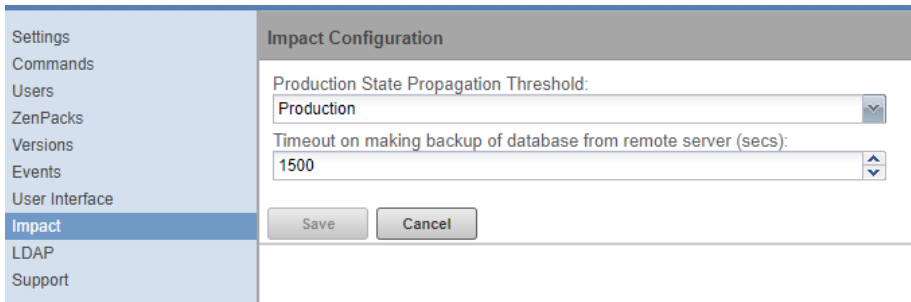 Settings
Commands
Users
ZenPacks
Versions
Events
User Interface
Impact
LDAP
Support
Impact Configuration
Production State Propagation Threshold:
Production
Timeout on making backup of database from remote server (secs):
1500
Save Cancel